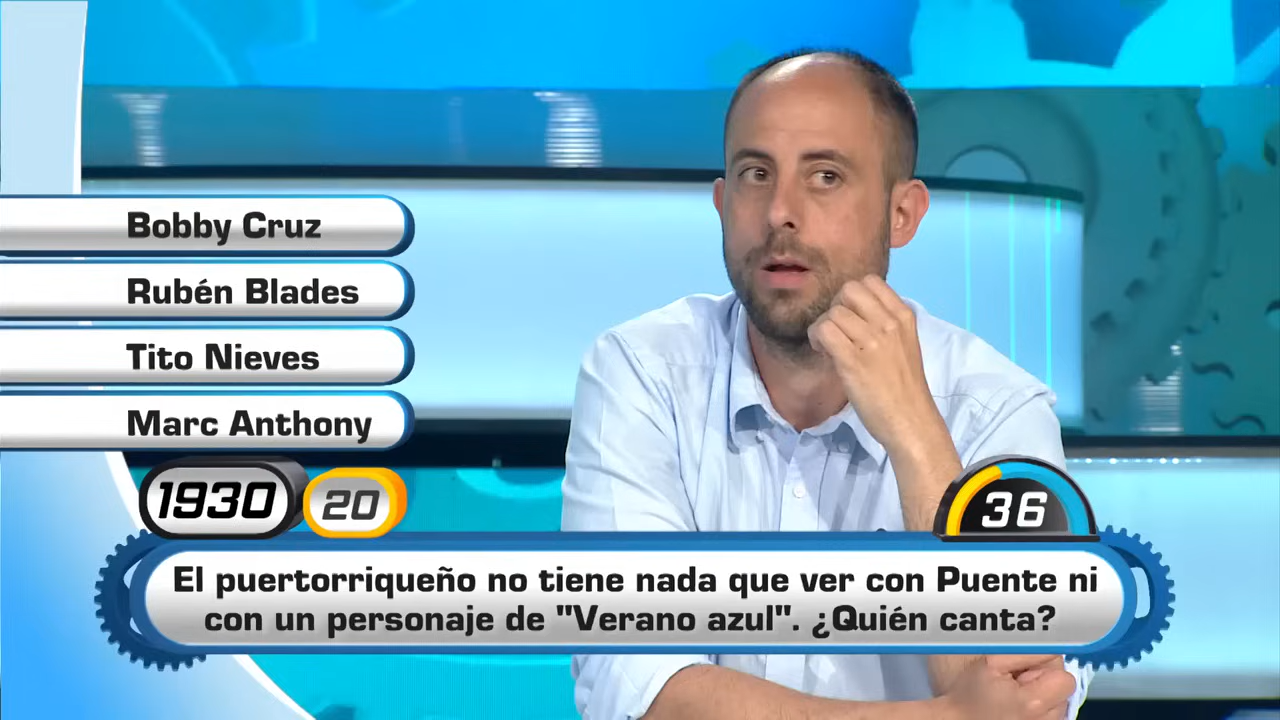 Bobby Cruz
Rubén Blades
Tito Nieves
Marc Anthony
1930
20
36
El puertorriqueño no tiene nada que ver con Puente ni
con un personaje de "Verano azul". ¿Quién canta?